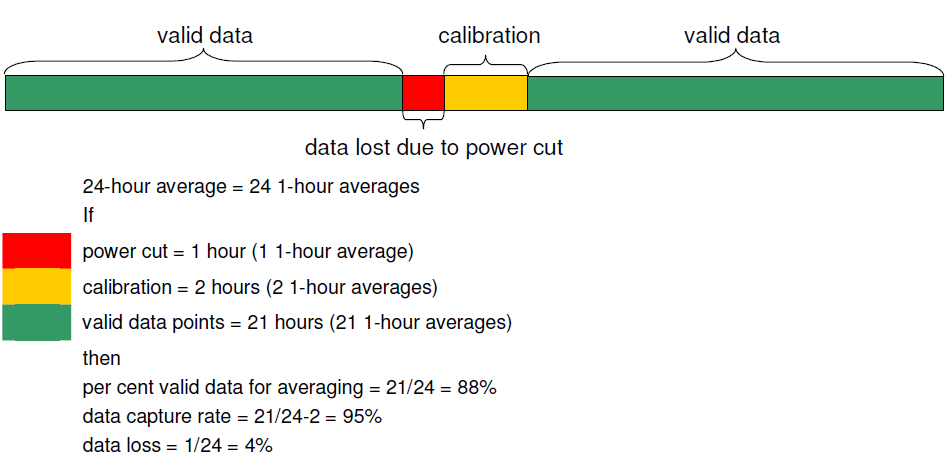 valid data calibration valid data
data lost due to power cut
24-hour average = 24 1-hour averages
If
power cut = 1 hour (1 1-hour average)
calibration = 2 hours (2 1-hour averages)
valid data points = 21 hours (21 1-hour averages)
then
per cent valid data for averaging = 21/24 = 88%
data capture rate = 21/24-2 = 95%
data loss = 1/24 = 4%